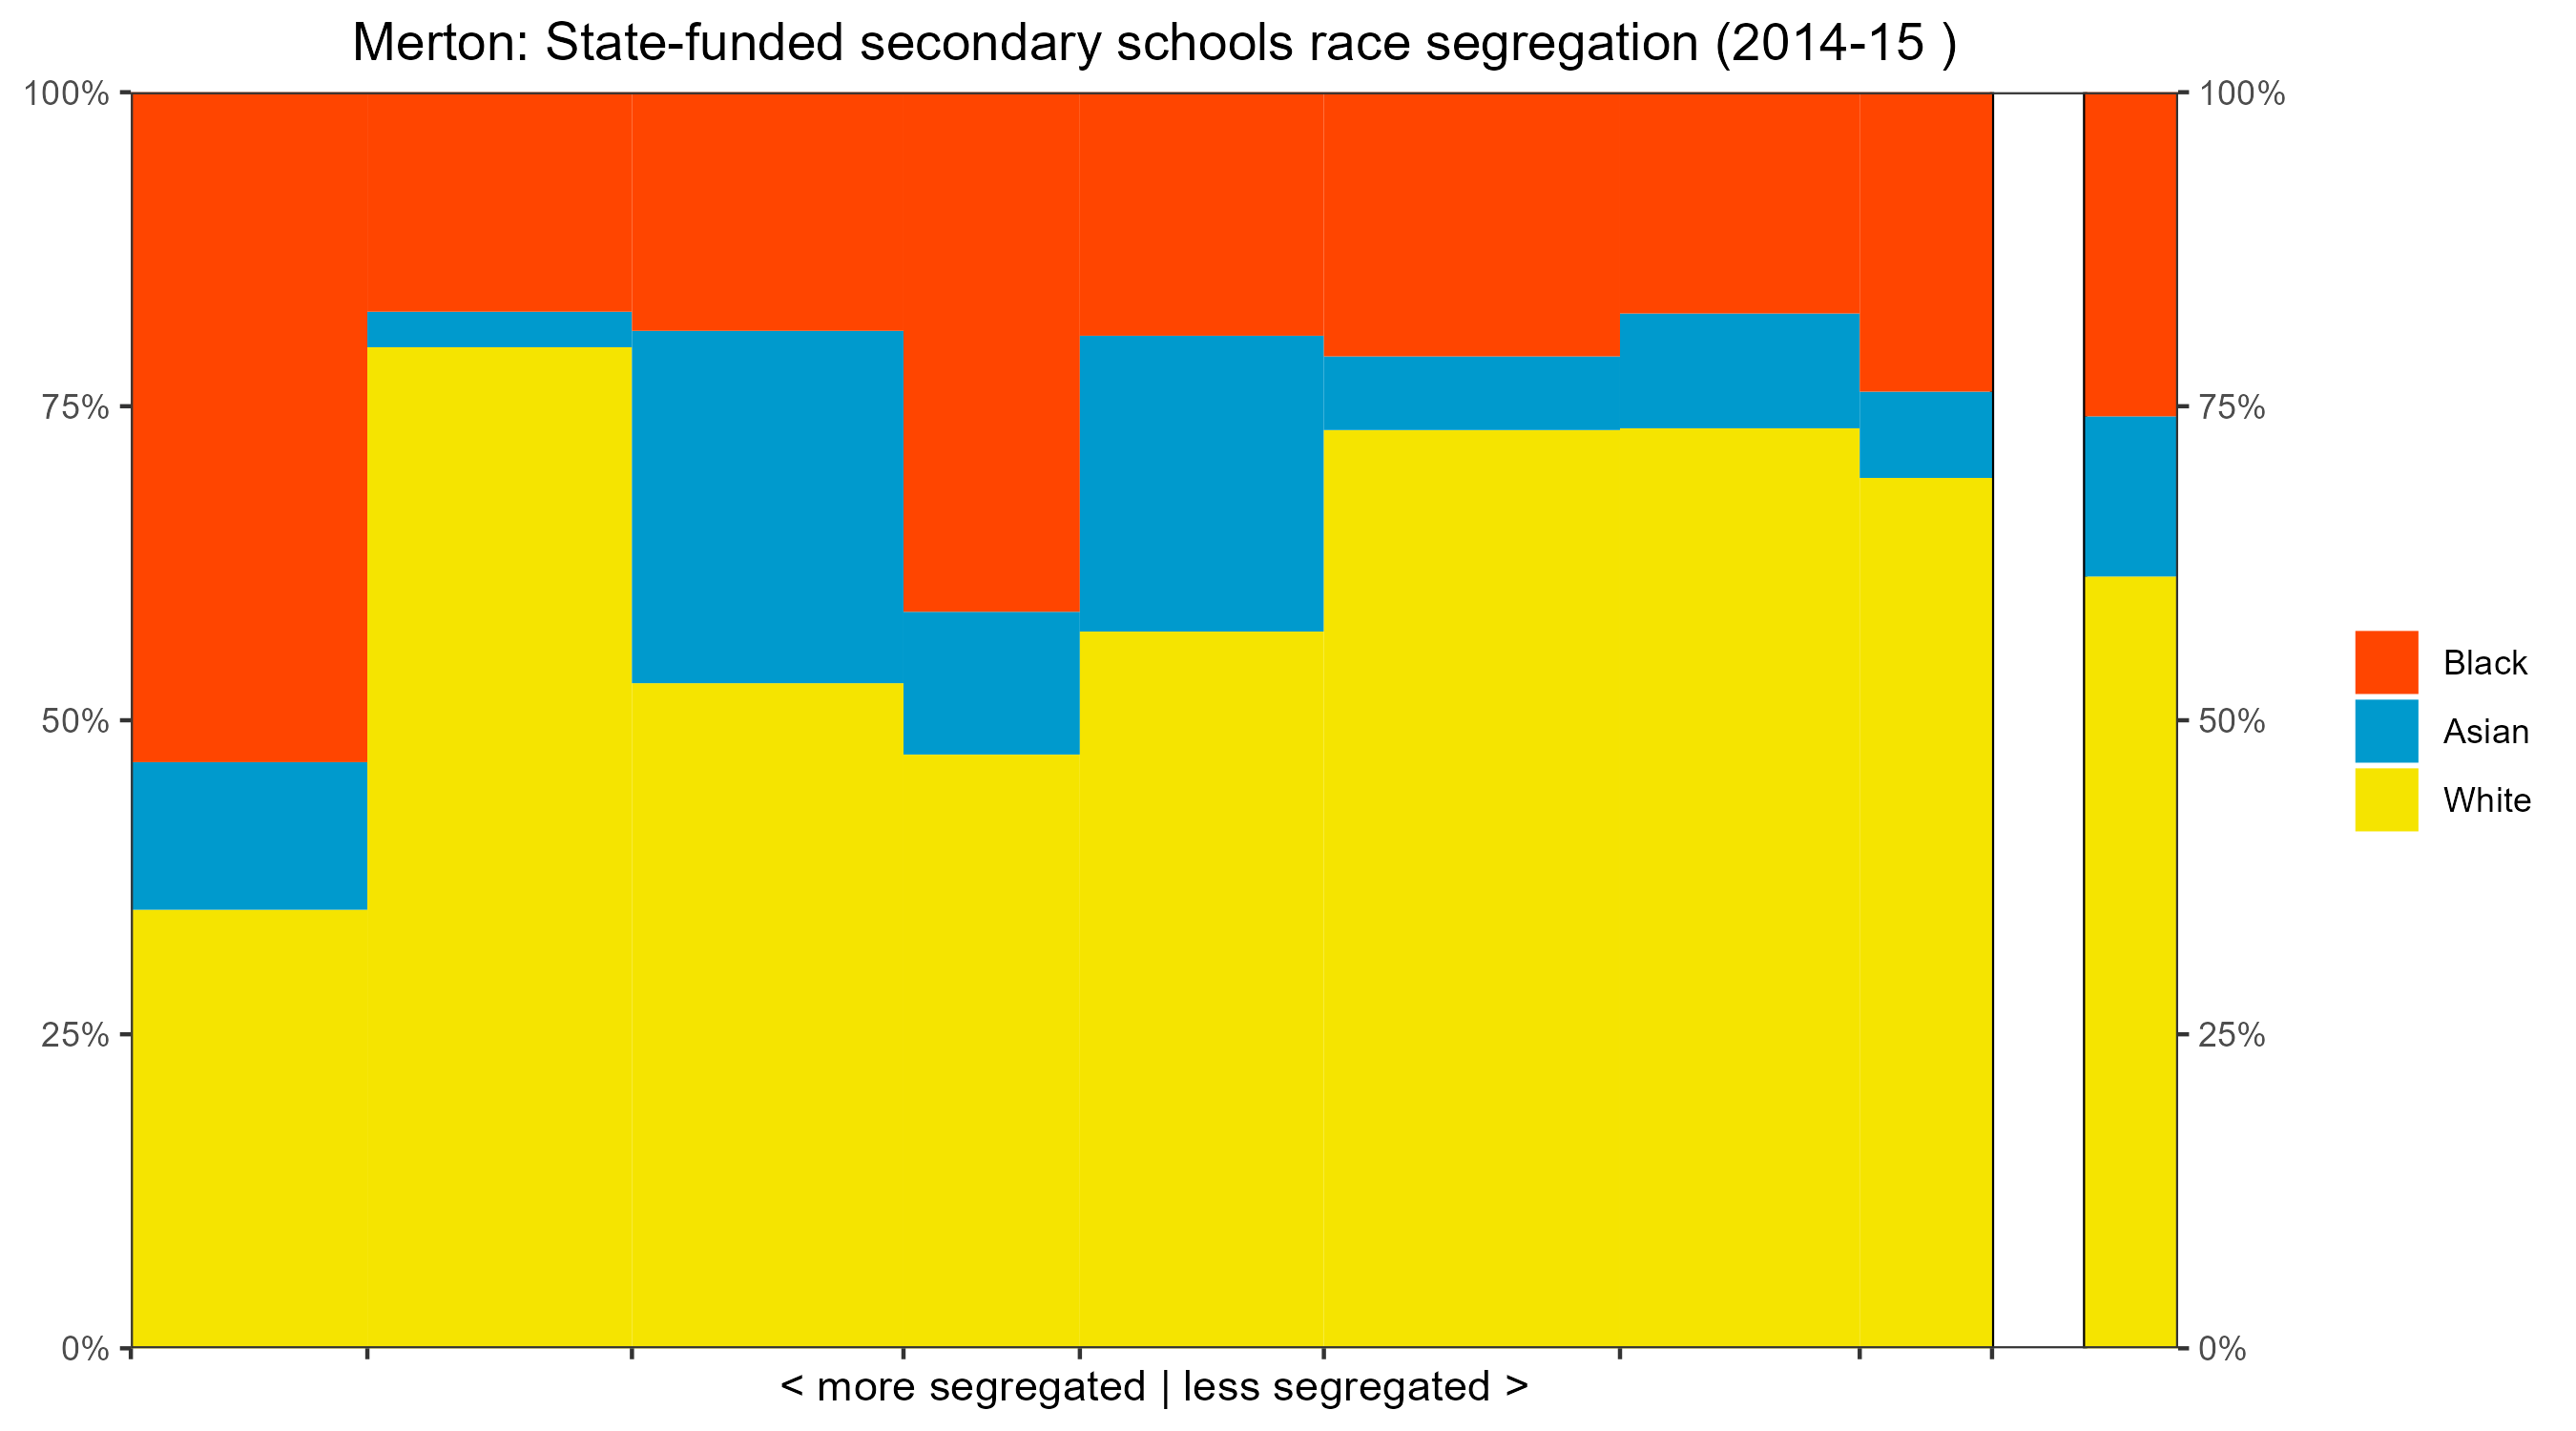 Merton: State-funded secondary schools race segregation (2014-15 )
100%
75%
50%
25%
0%
100%
75%
50%
25%
0%
Black
Asian
White
< more segregated | less segregated >